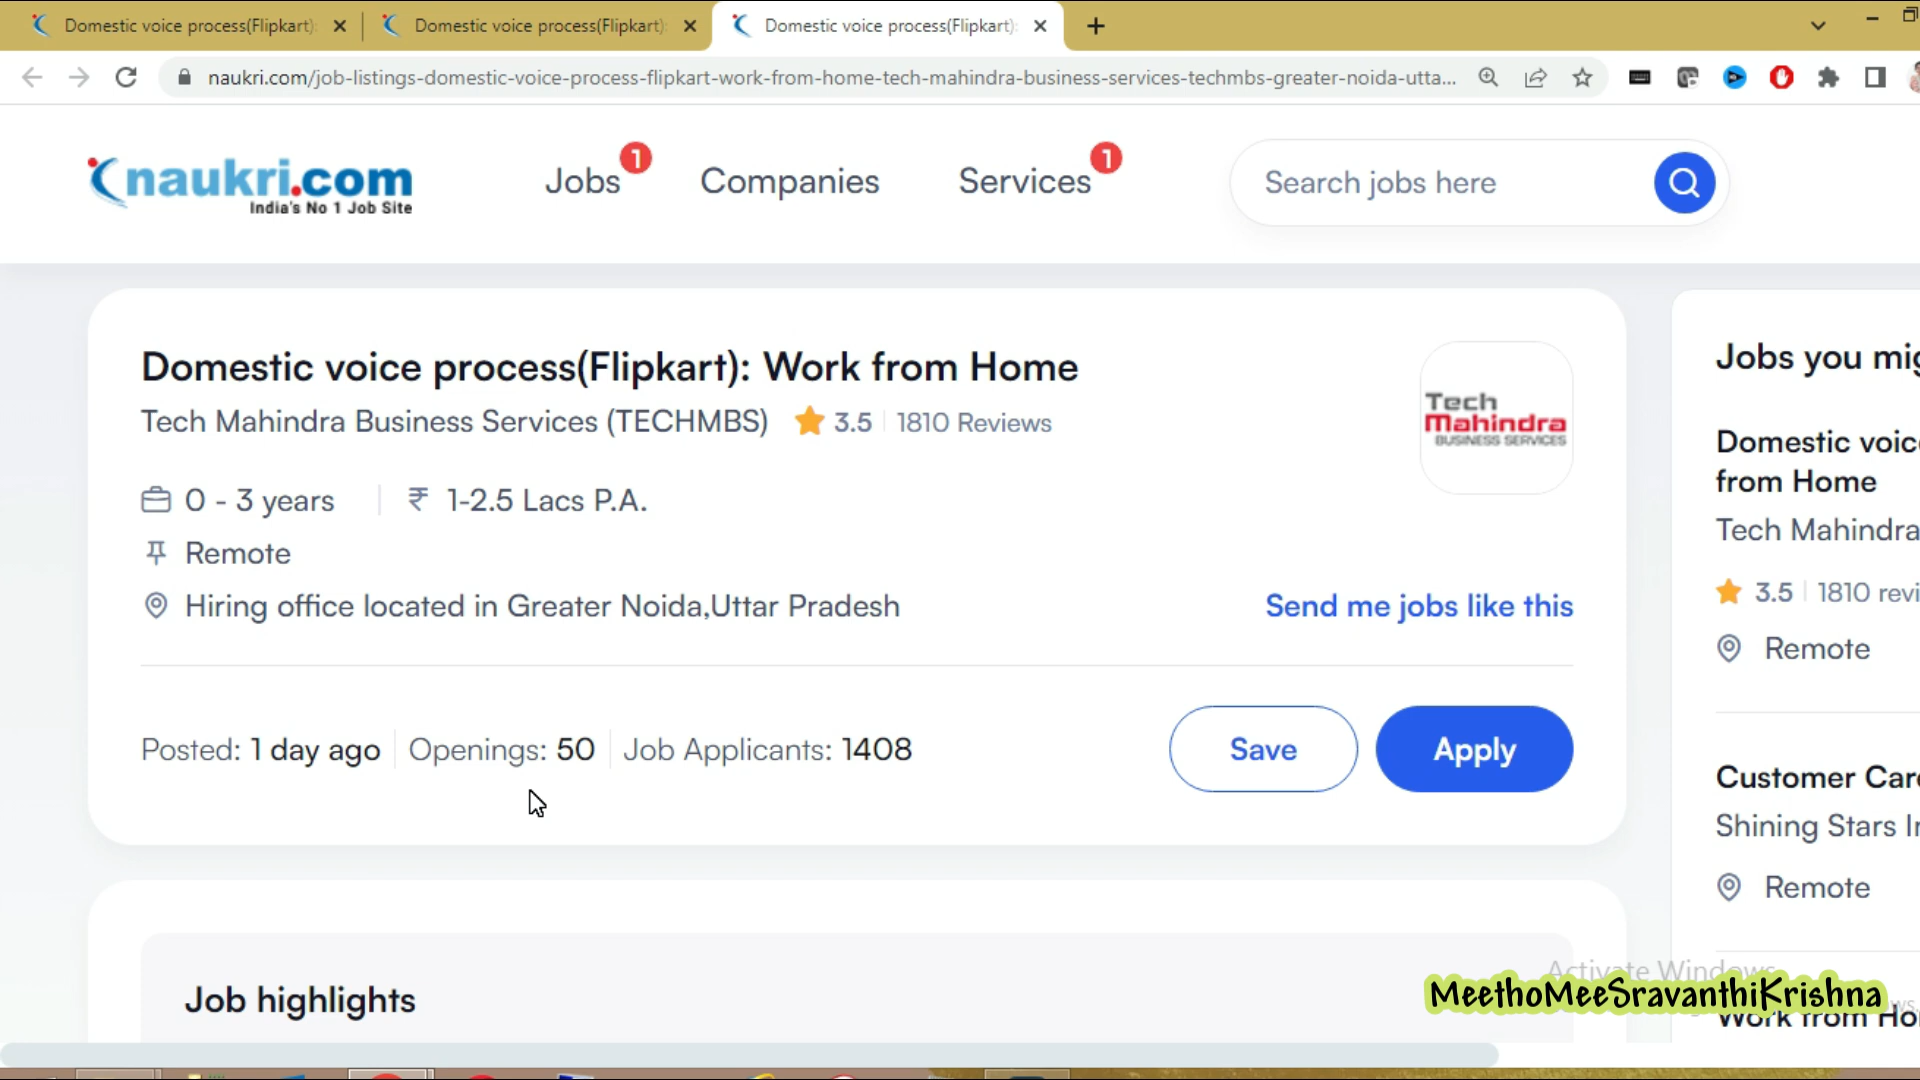 Domestic voice process(Flipkart):
Domestic voice process(Flipkart):
Domestic voice process(Flipkart):
naukri.com/job-listings-domestic-voice-process-flipkart-work-from-home-tech-mahindra-business-services-techmbs-greater-noida-utta...
naukri.com
India's No 1 Job Site
Jobs 1
Companies
Services 1
Search jobs here
Domestic voice process(Flipkart): Work from Home
Tech Mahindra Business Services (TECHMBS) 3.5 1810 Reviews
Tech
Mahindra
BUSINESS SERVICES
0 - 3 years ₹ 1-2.5 Lacs P.A.
Remote
Hiring office located in Greater Noida,Uttar Pradesh
Send me jobs like this
Posted: 1 day ago Openings: 50 Job Applicants: 1408
Save
Apply
Job highlights
Jobs you mig
Domestic voice
from Home
Tech Mahindra
3.5 1810 revi
Remote
Customer Care
Shining Stars In
Remote
Activate Windows
MeethoMeeSravanthiKrishna
Work from Ho